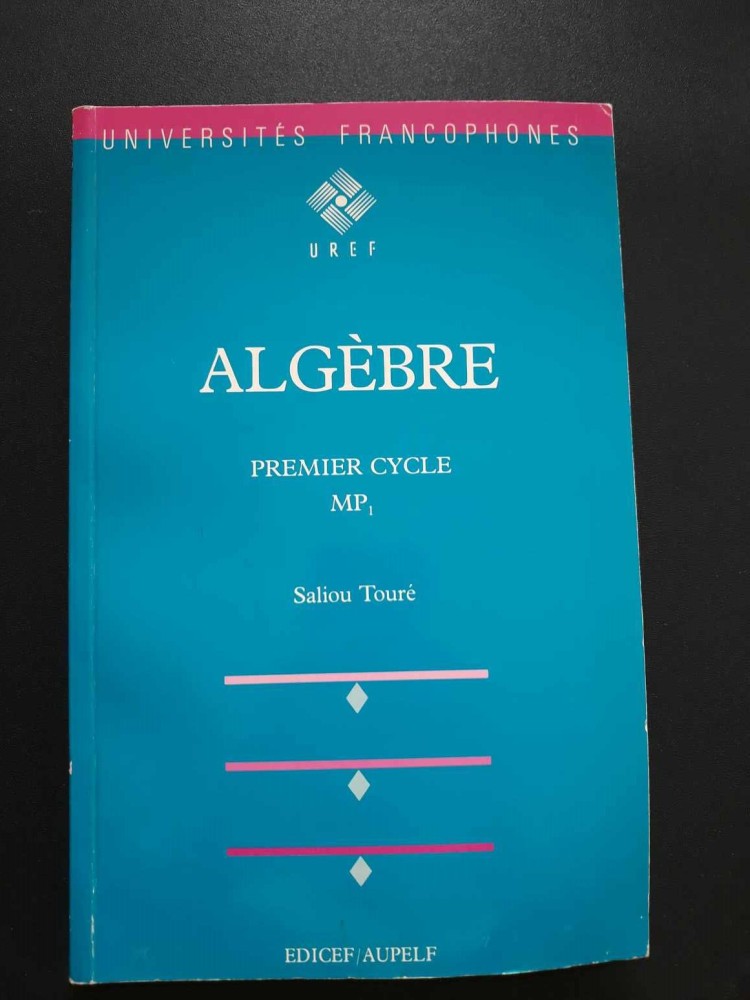 UNIVERSITÉS FRANCOPHONES
UREF
ALGÈBRE
PREMIER CYCLE
MP₁
Saliou Touré
EDICEF/AUPELF